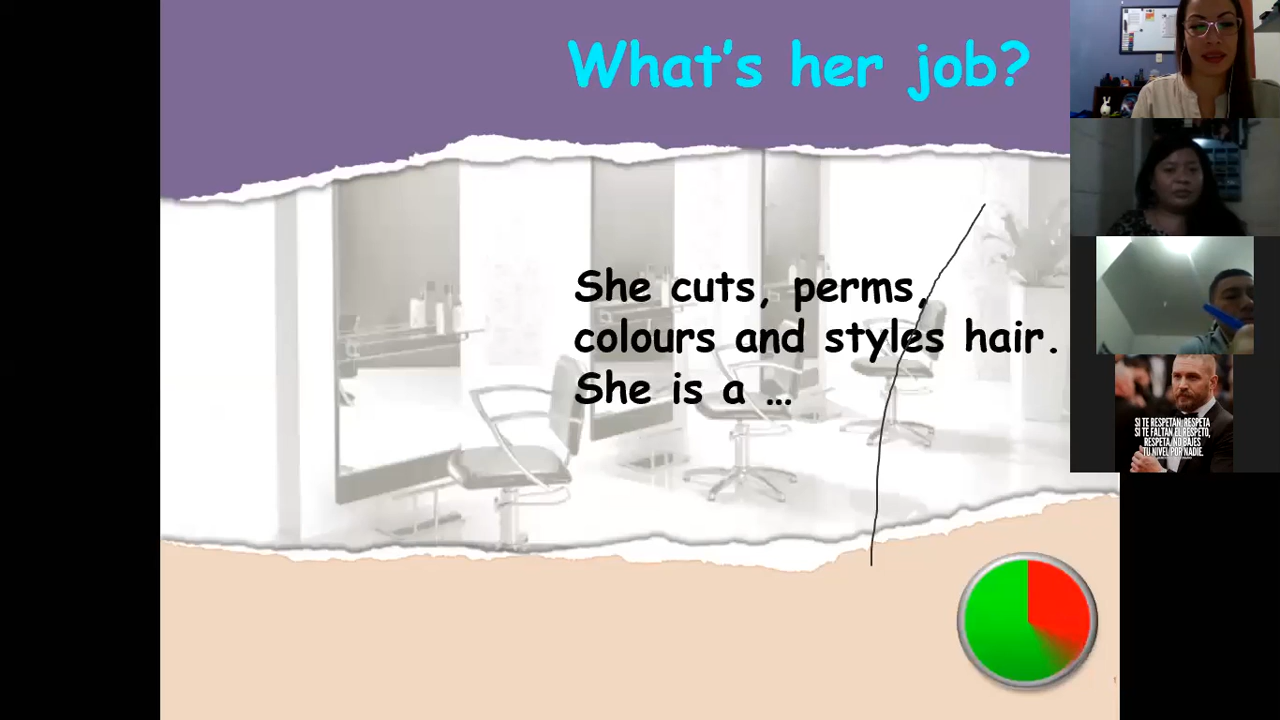 What's her job?
She cuts, perms,
colours and styles hair.
She is a ...
SI TE RESPETAN, RESPETA
SI TE FALTAN EL RESPETO,
RESPETA, NO BAJES
TU NIVEL POR NADIE.